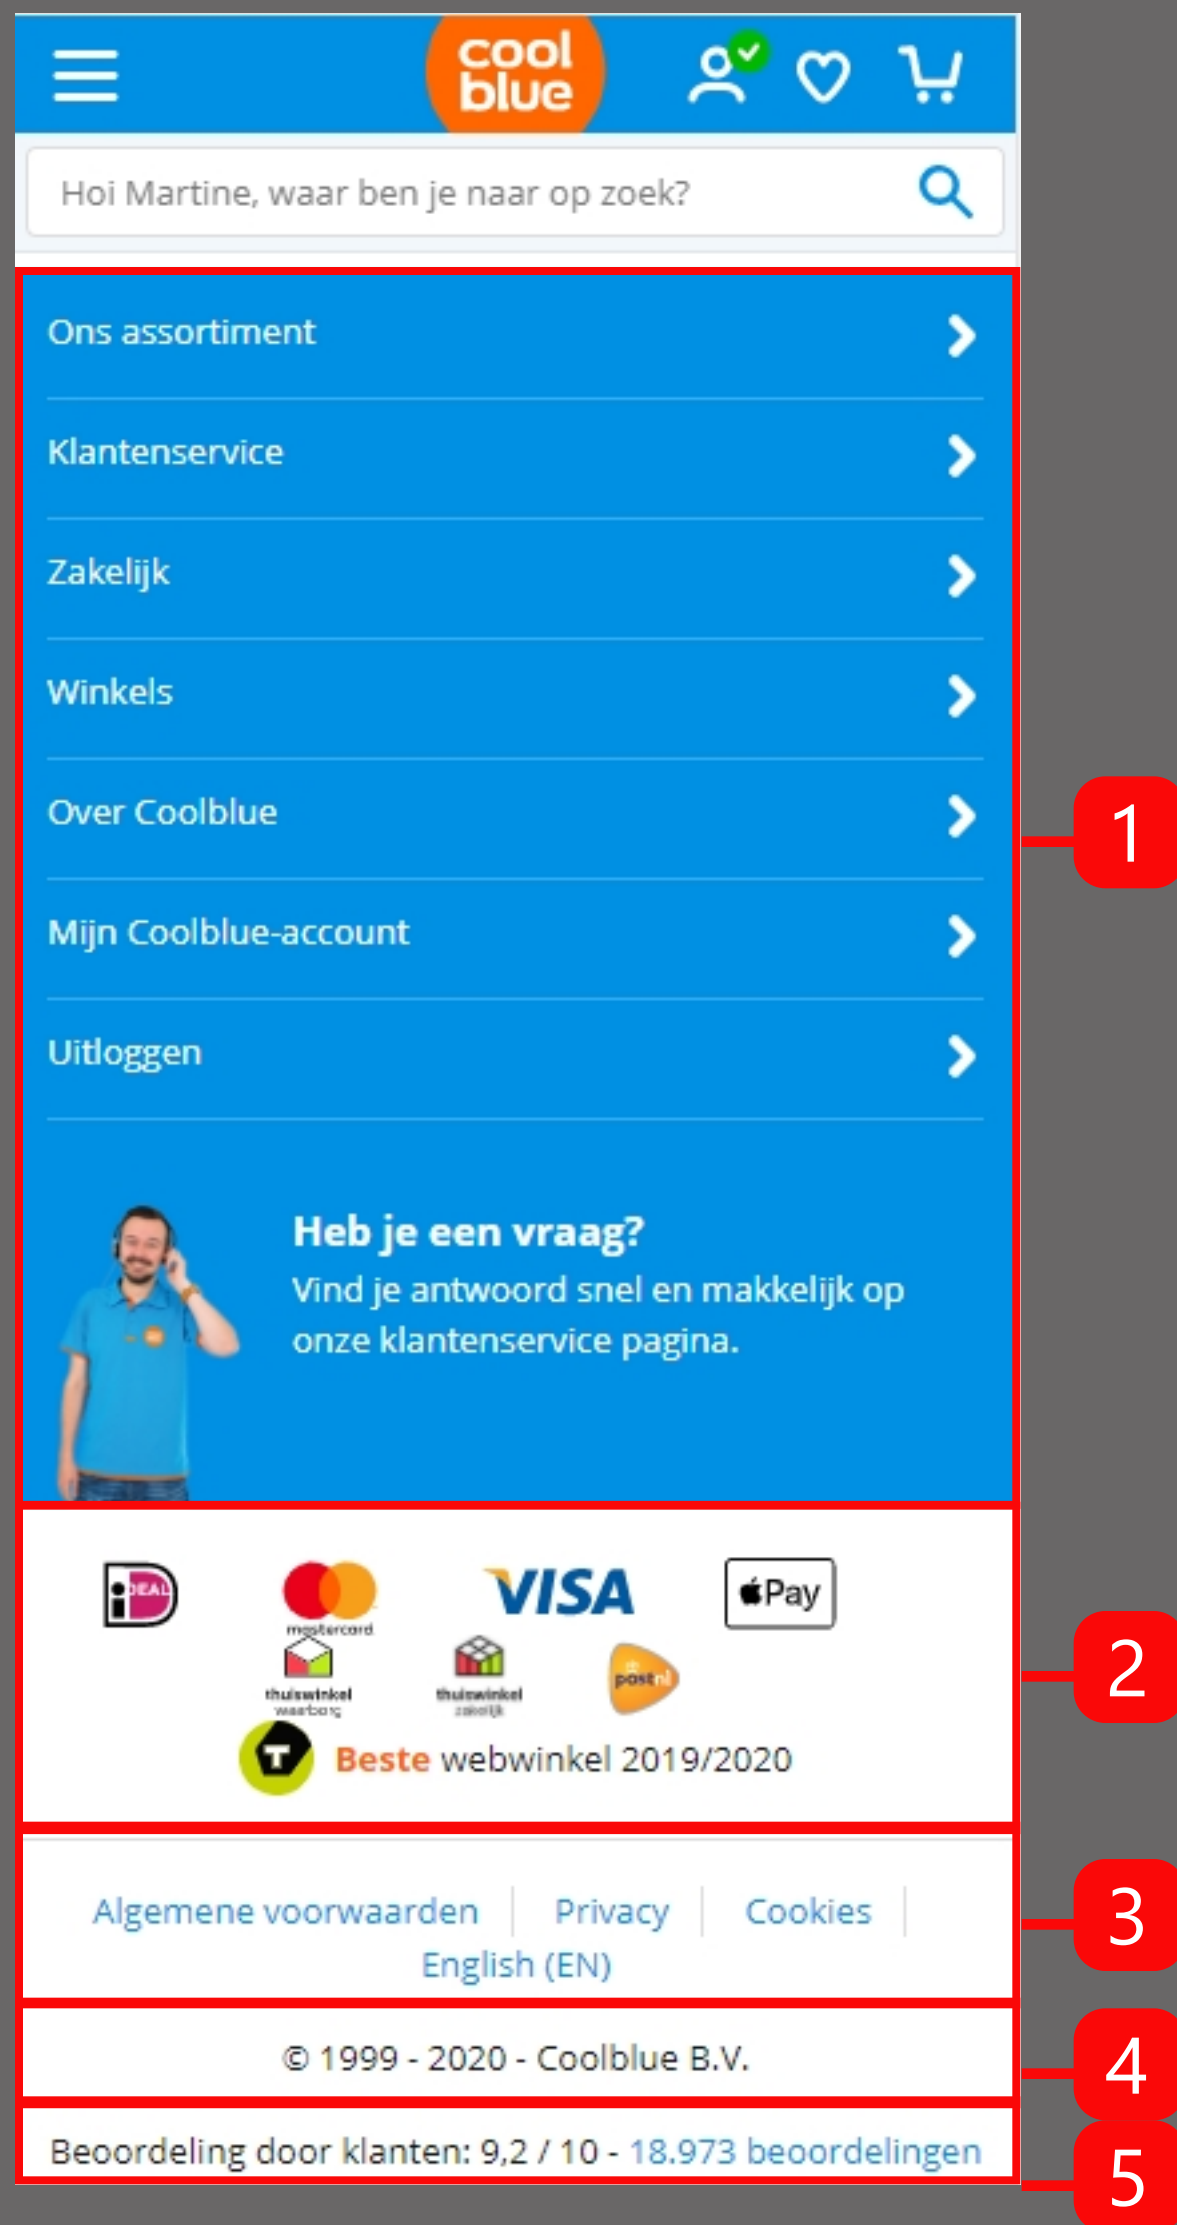 cool
blue
Hoi Martine, waar ben je naar op zoek?
Ons assortiment
Klantenservice
Zakelijk
Winkels
Over Coolblue
1
Mijn Coolblue-account
Uitloggen
Heb je een vraag?
Vind je antwoord snel en makkelijk op
onze klantenservice pagina.
iDEAL
mastercard
VISA
Pay
2
thuiswinkel
waarborg
thuiswinkel
zakelijk
postnl
T
Beste webwinkel 2019/2020
Algemene voorwaarden
Privacy
Cookies
3
English (EN)
© 1999 - 2020 - Coolblue B.V.
4
Beoordeling door klanten: 9,2 / 10 - 18.973 beoordelingen
5